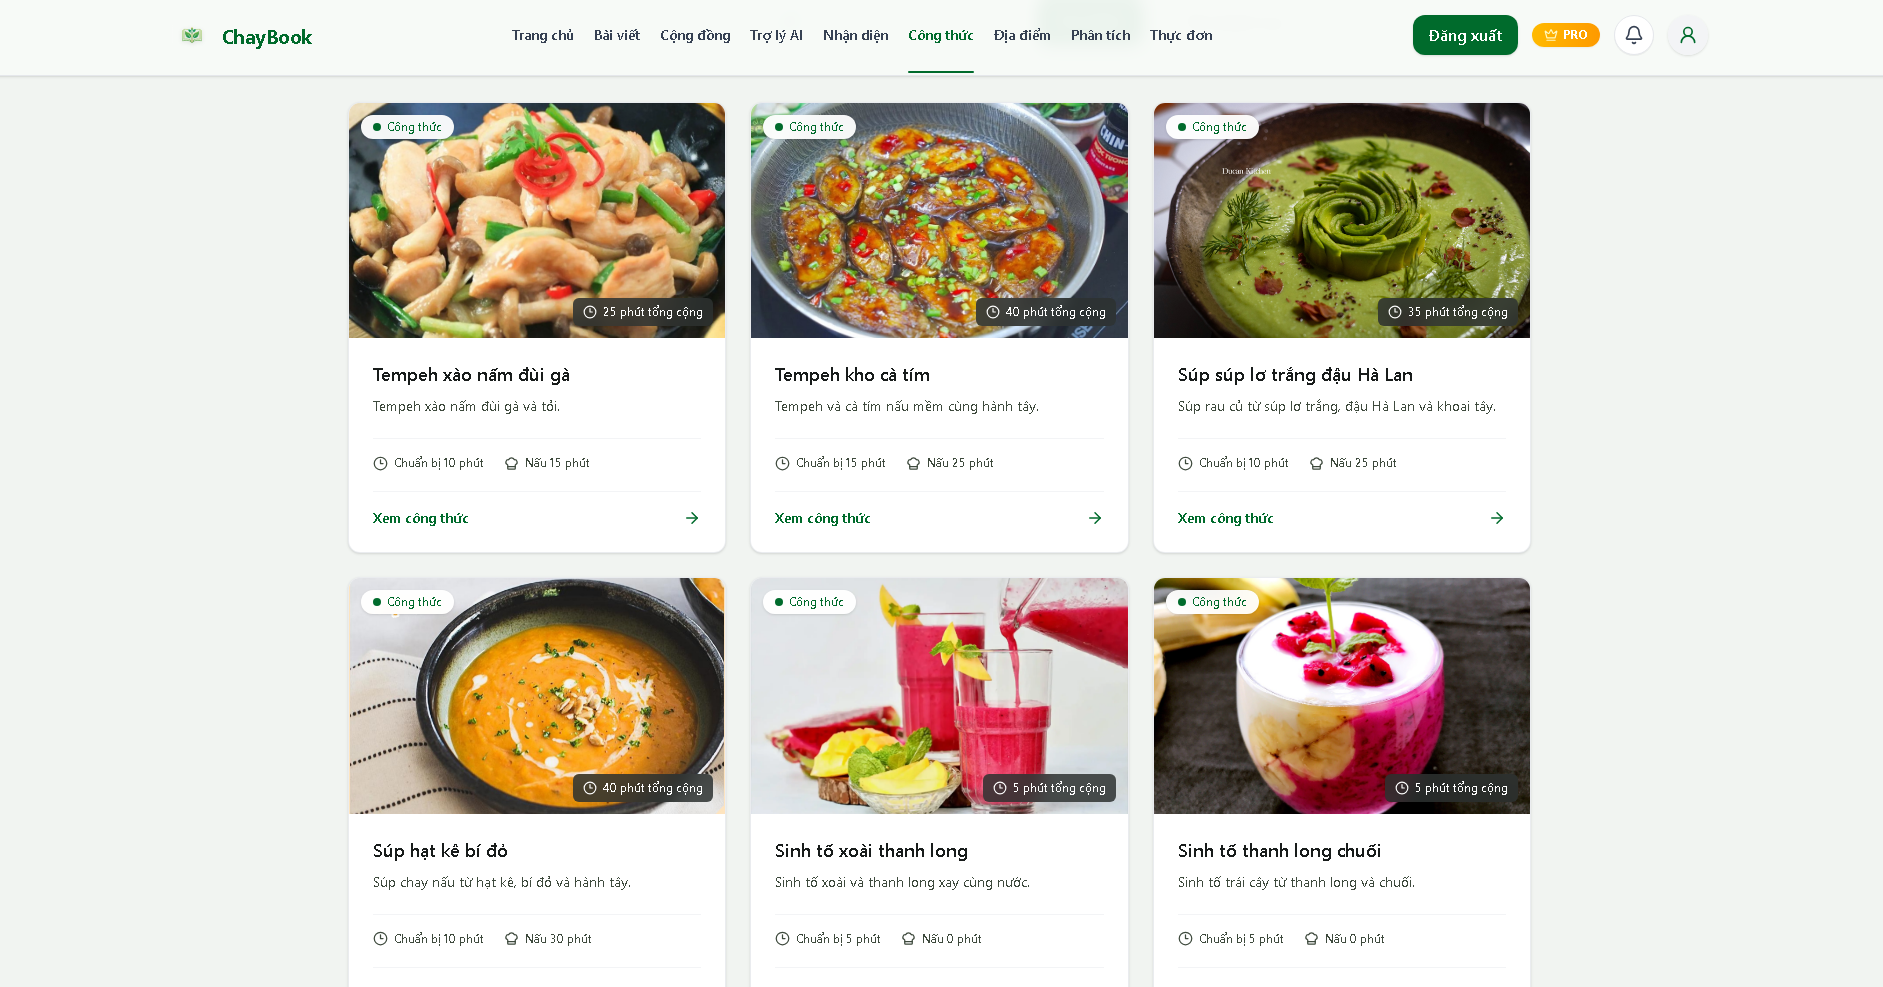 ChayBook
Trang chủ
Bài viết
Cộng đồng
Trợ lý AI
Nhận diện
Công thức
Địa điểm
Phân tích
Thực đơn
Đăng xuất
PRO
Công thức
25 phút tổng cộng
Tempeh xào nấm đùi gà
Tempeh xào nấm đùi gà và tỏi.
Chuẩn bị 10 phút
Nấu 15 phút
Xem công thức
Công thức
CHIN
40 phút tổng cộng
Tempeh kho cà tím
Tempeh và cà tím nấu mềm cùng hành tây.
Chuẩn bị 15 phút
Nấu 25 phút
Xem công thức
Công thức
35 phút tổng cộng
Súp súp lơ trắng đậu Hà Lan
Súp rau củ từ súp lơ trắng, đậu Hà Lan và khoai tây.
Chuẩn bị 10 phút
Nấu 25 phút
Xem công thức
Công thức
40 phút tổng cộng
Súp hạt kê bí đỏ
Súp chay nấu từ hạt kê, bí đỏ và hành tây.
Chuẩn bị 10 phút
Nấu 30 phút
Công thức
5 phút tổng cộng
Sinh tố xoài thanh long
Sinh tố xoài và thanh long xay cùng nước.
Chuẩn bị 5 phút
Nấu 0 phút
Công thức
5 phút tổng cộng
Sinh tố thanh long chuối
Sinh tố trái cây từ thanh long và chuối.
Chuẩn bị 5 phút
Nấu 0 phút